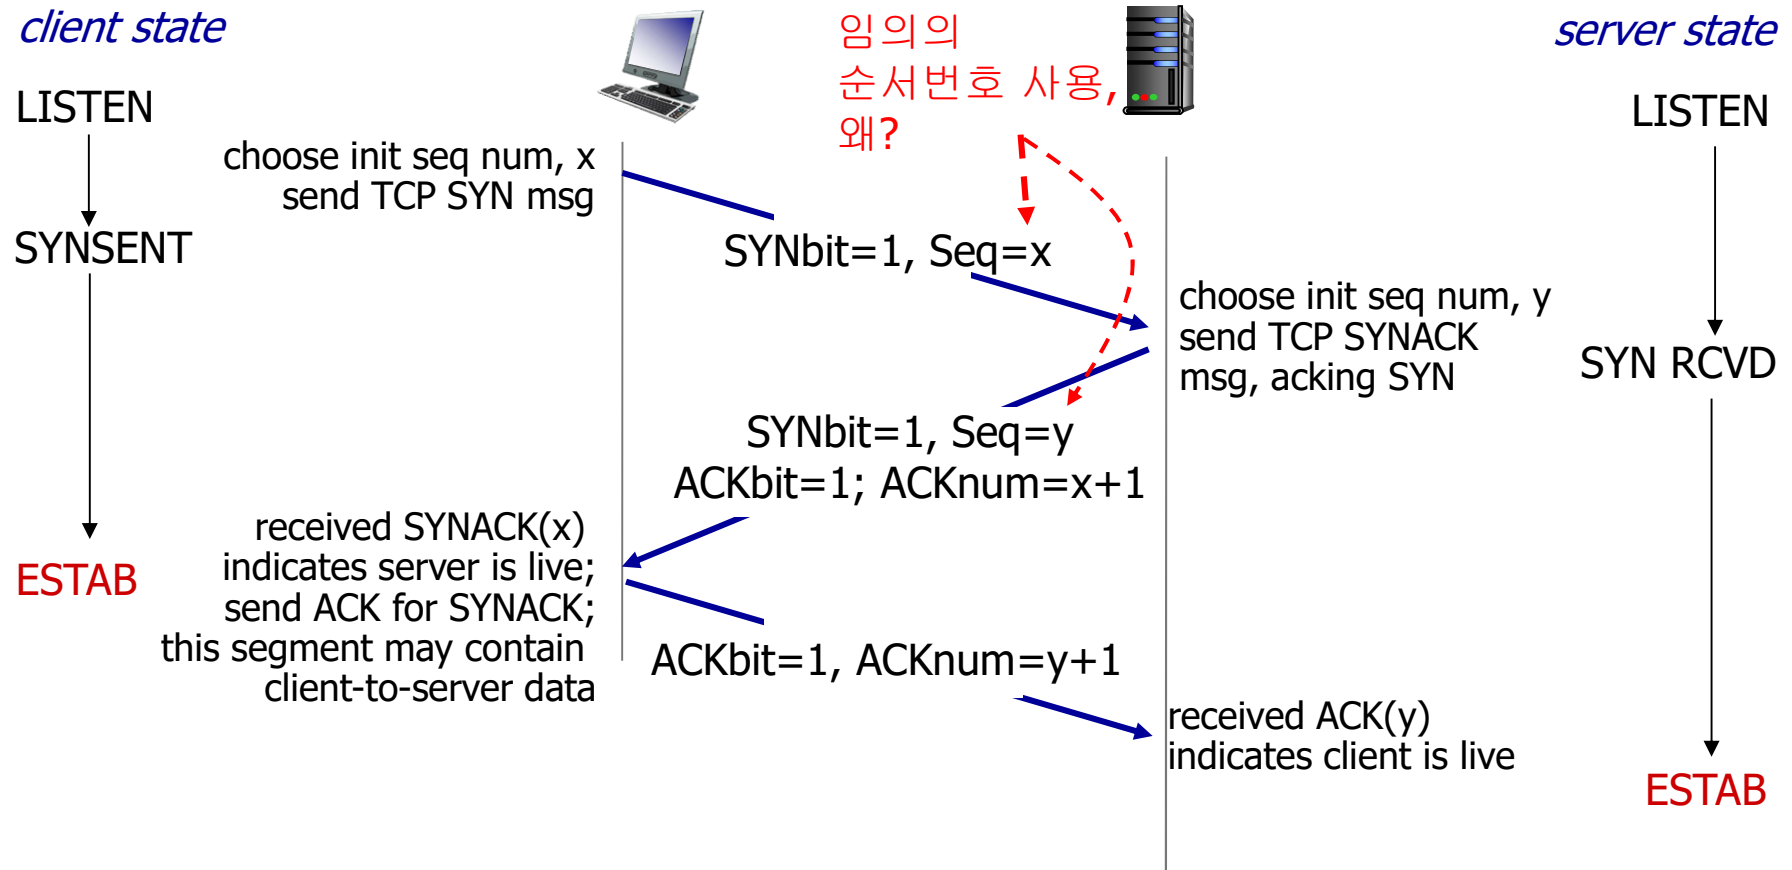 client state
임의의
순서번호 사용,
왜?
server state
LISTEN
LISTEN
choose init seq num, x
send TCP SYN msg
SYNSENT
SYNbit=1, Seq=x
choose init seq num, y
send TCP SYNACK
msg, acking SYN
SYN RCVD
SYNbit=1, Seq=y
ACKbit=1; ACKnum=x+1
received SYNACK(x)
indicates server is live;
send ACK for SYNACK;
this segment may contain
client-to-server data
ESTAB
ACKbit=1, ACKnum=y+1
received ACK(y)
indicates client is live
ESTAB